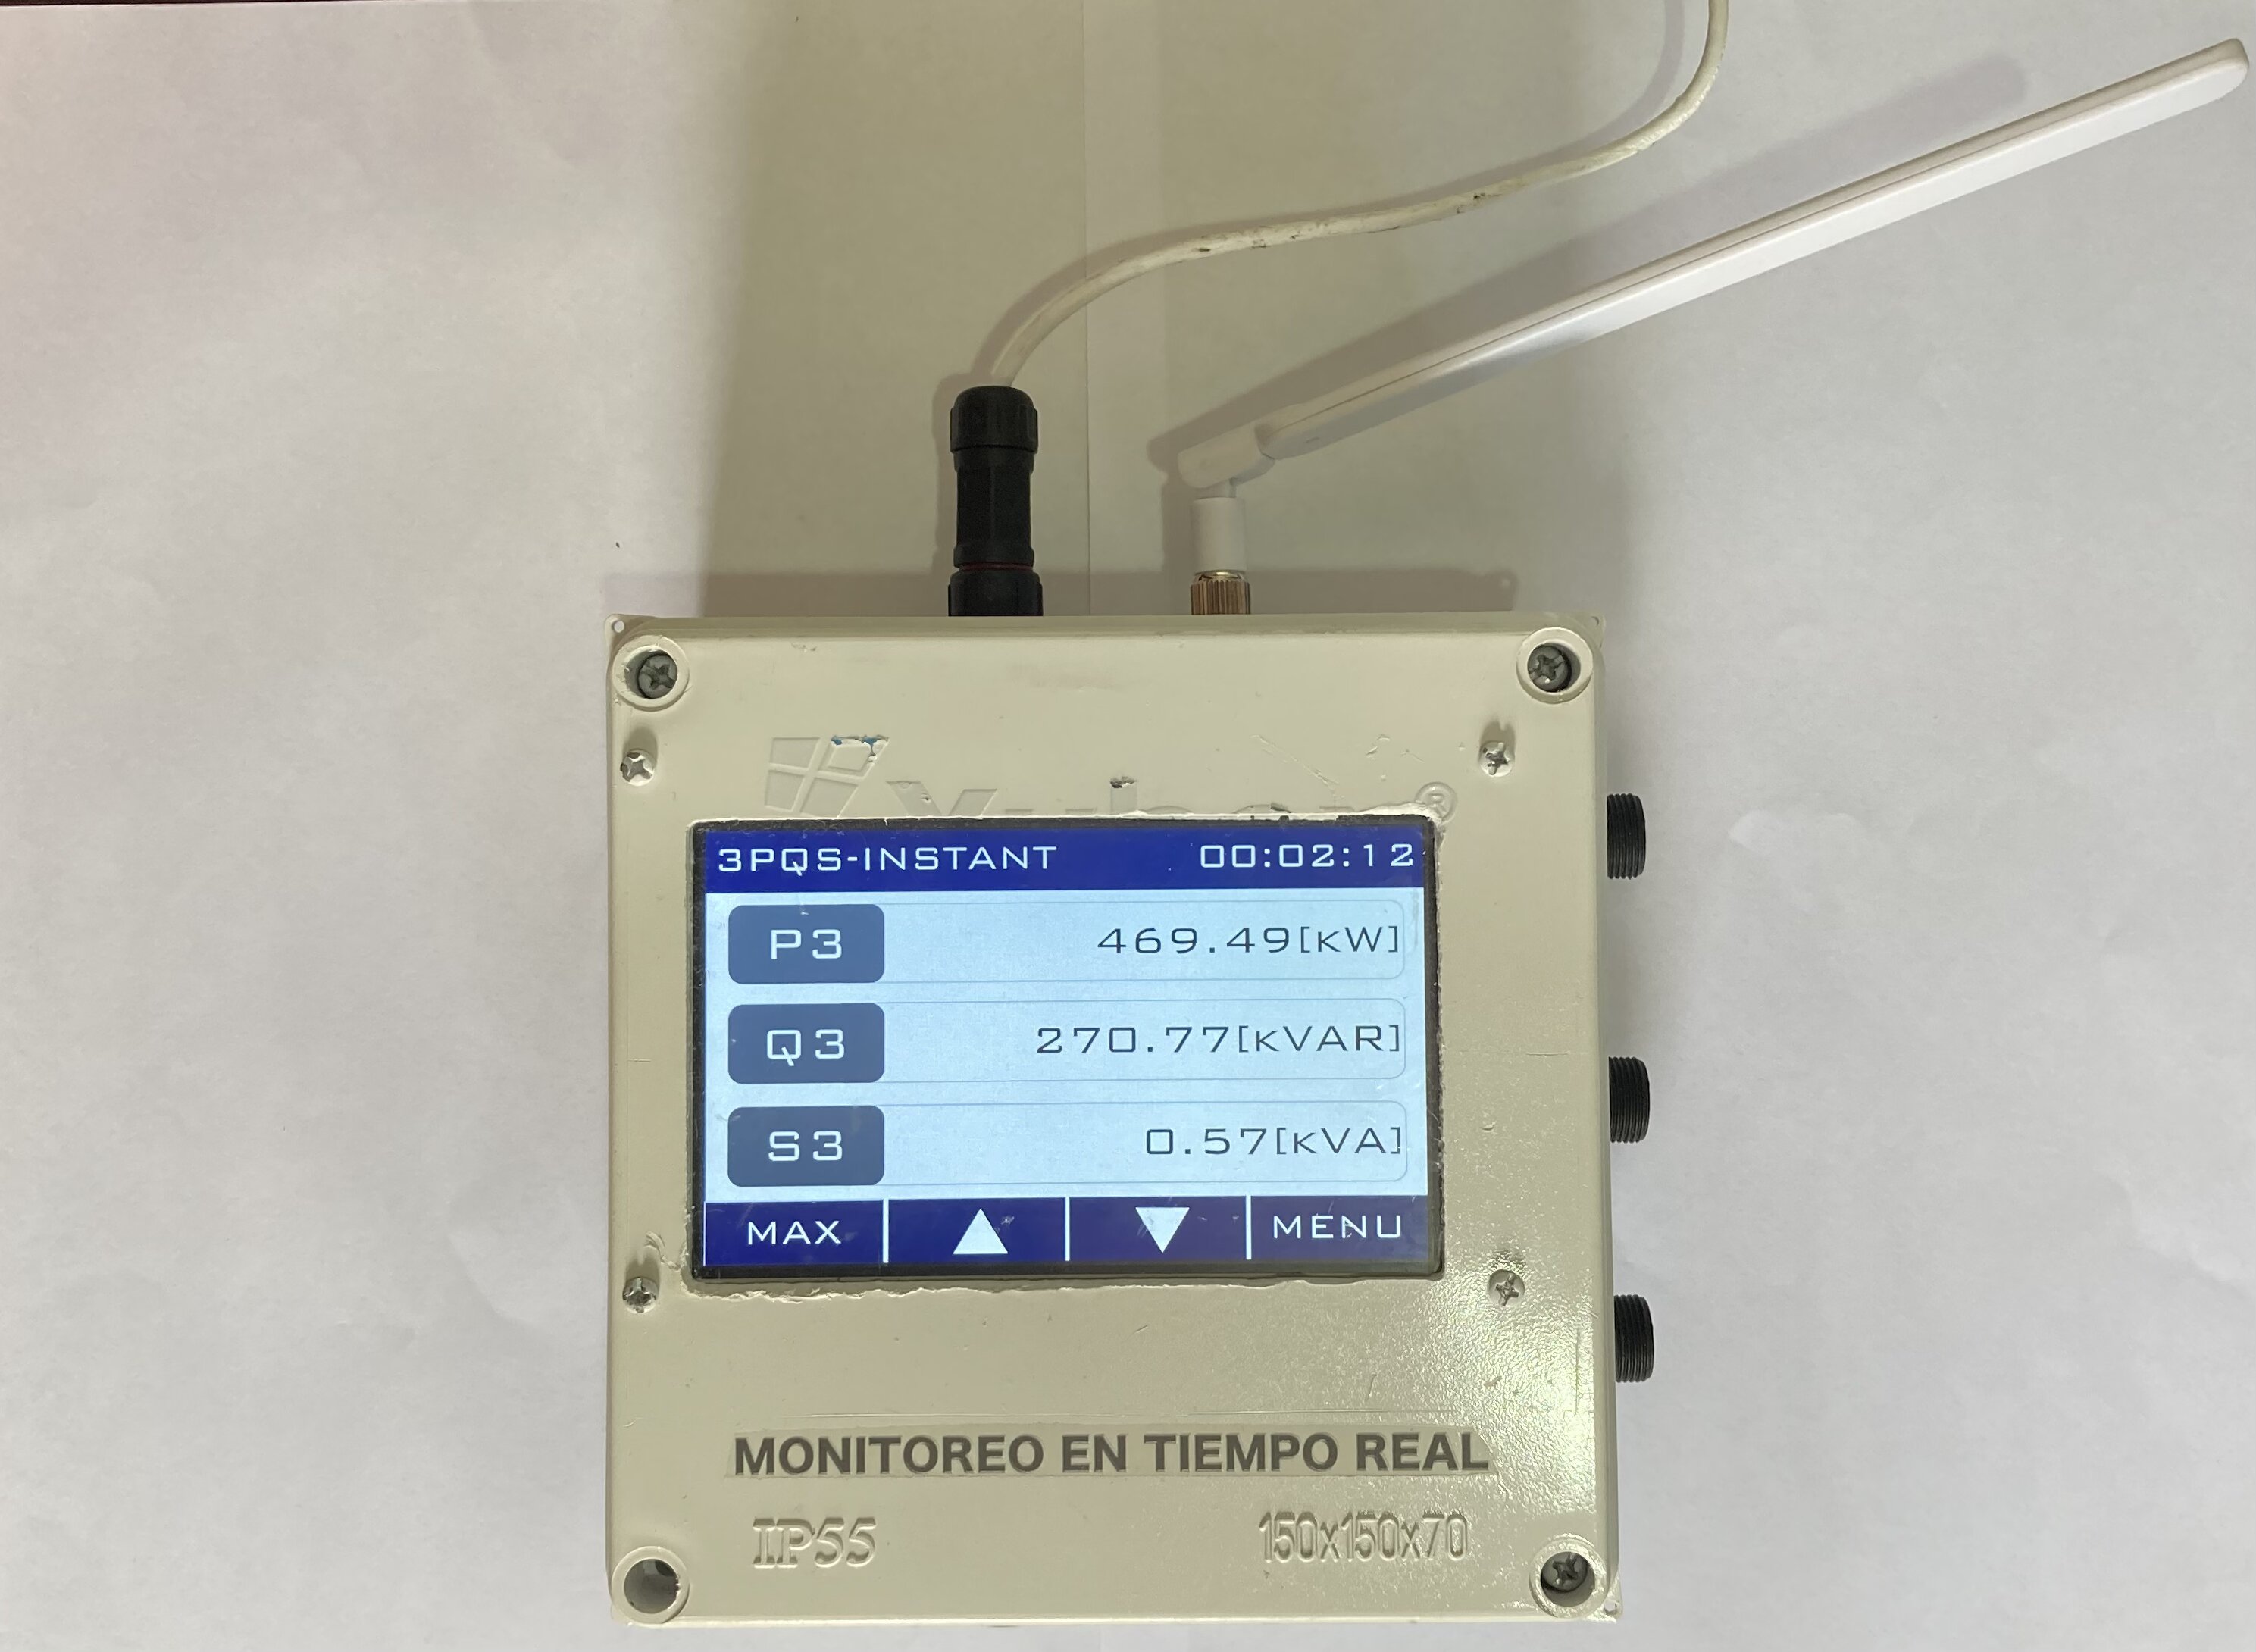 3PQS-INSTANT 00:02:12
P3 469.49[KW]
Q3 270.77[KVAR]
S3 0.57[KVA]
MAX ▲ ▼ MENU
MONITOREO EN TIEMPO REAL
IP55 150x150x70